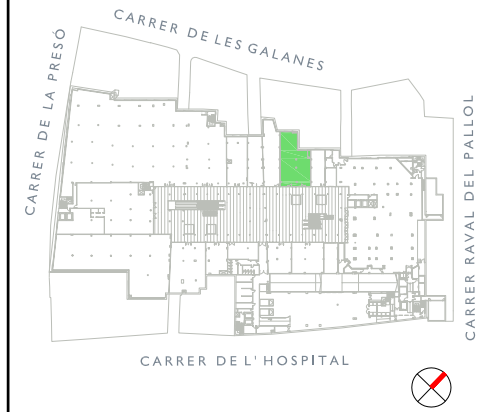 CARRER DE LES GALANES
CARRER DE LA PRESÓ
CARRER RAVAL DEL PALLOL
CARRER DE L'HOSPITAL